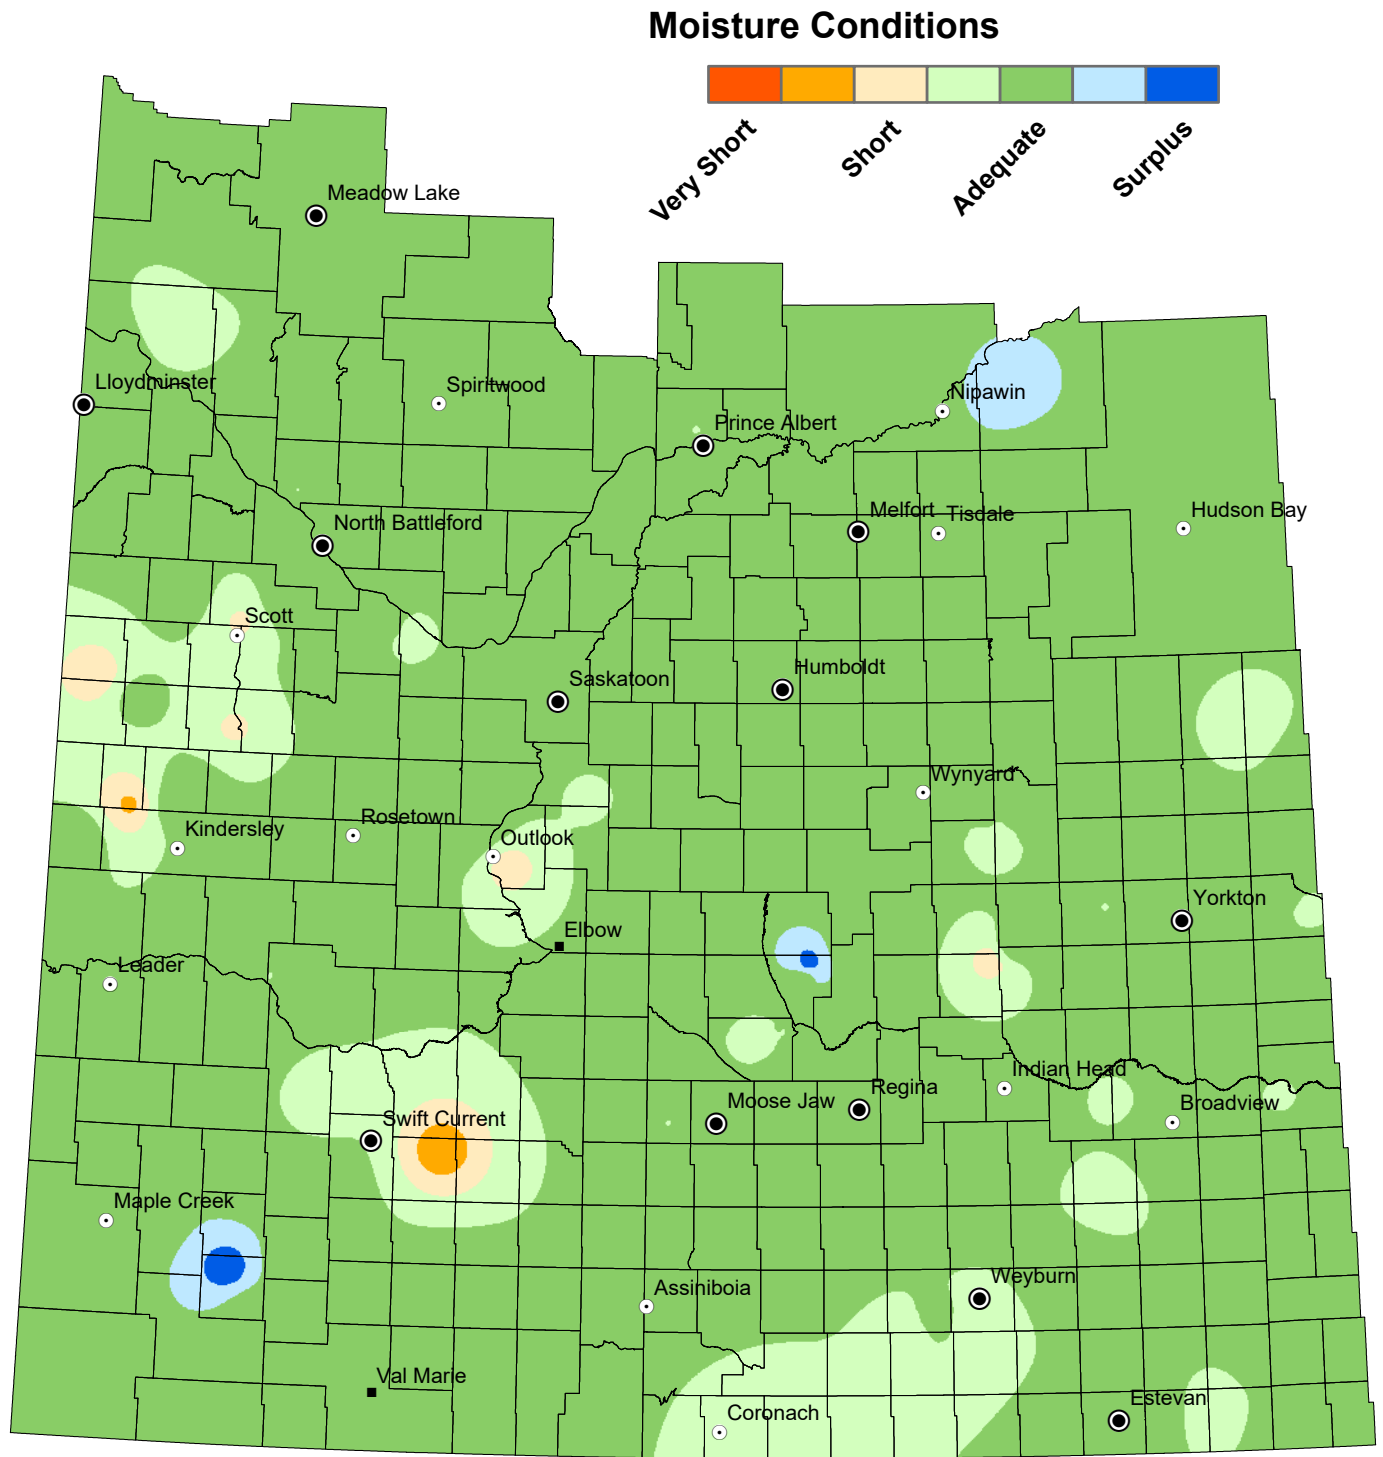 Moisture Conditions
Very Short
Short
Adequate
Surplus
Meadow Lake
Lloydminster
Spiritwood
Nipawin
Prince Albert
North Battleford
Melfort
Tisdale
Hudson Bay
Scott
Saskatoon
Humboldt
Wynyard
Kindersley
Rosetown
Outlook
Yorkton
Elbow
Leader
Indian Head
Swift Current
Moose Jaw
Regina
Broadview
Maple Creek
Assiniboia
Weyburn
Val Marie
Coronach
Estevan